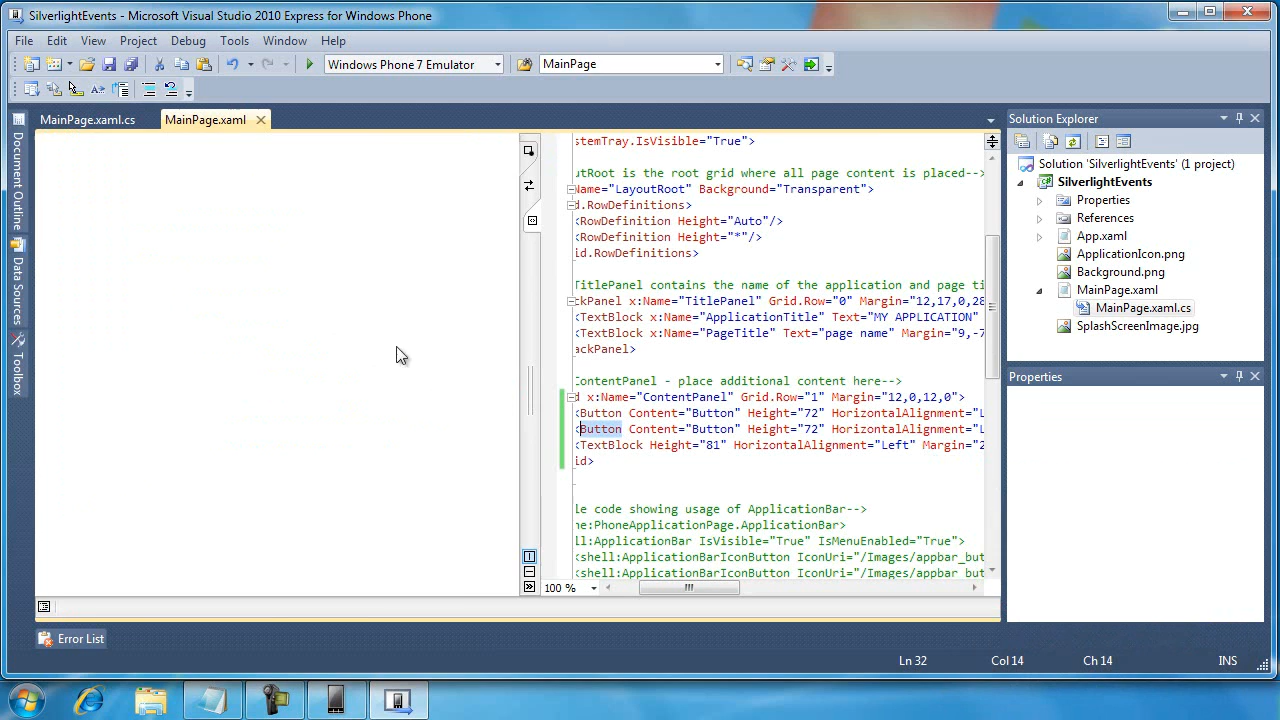 SilverlightEvents - Microsoft Visual Studio 2010 Express for Windows Phone
File Edit View Project Debug Tools Window Help
Windows Phone 7 Emulator MainPage
MainPage.xaml.cs MainPage.xaml
Document Outline
Data Sources
Toolbox
stemTray.IsVisible="True">
utRoot is the root grid where all page content is placed-->
Name="LayoutRoot" Background="Transparent">
d.RowDefinitions>
<RowDefinition Height="Auto"/>
<RowDefinition Height="*"/>
id.RowDefinitions>
TitlePanel contains the name of the application and page ti
ckPanel x:Name="TitlePanel" Grid.Row="0" Margin="12,17,0,28
<TextBlock x:Name="ApplicationTitle" Text="MY APPLICATION"
<TextBlock x:Name="PageTitle" Text="page name" Margin="9,-7
ackPanel>
ContentPanel - place additional content here-->
d x:Name="ContentPanel" Grid.Row="1" Margin="12,0,12,0">
<Button Content="Button" Height="72" HorizontalAlignment="L
<Button Content="Button" Height="72" HorizontalAlignment="L
<TextBlock Height="81" HorizontalAlignment="Left" Margin="2
id>
le code showing usage of ApplicationBar-->
ne:PhoneApplicationPage.ApplicationBar>
ll:ApplicationBar IsVisible="True" IsMenuEnabled="True">
<shell:ApplicationBarIconButton IconUri="/Images/appbar_but
<shell:ApplicationBarIconButton IconUri="/Images/appbar_but
100 %
Solution Explorer
Solution 'SilverlightEvents' (1 project)
SilverlightEvents
Properties
References
App.xaml
ApplicationIcon.png
Background.png
MainPage.xaml
MainPage.xaml.cs
SplashScreenImage.jpg
Properties
Error List
Ln 32 Col 14 Ch 14 INS